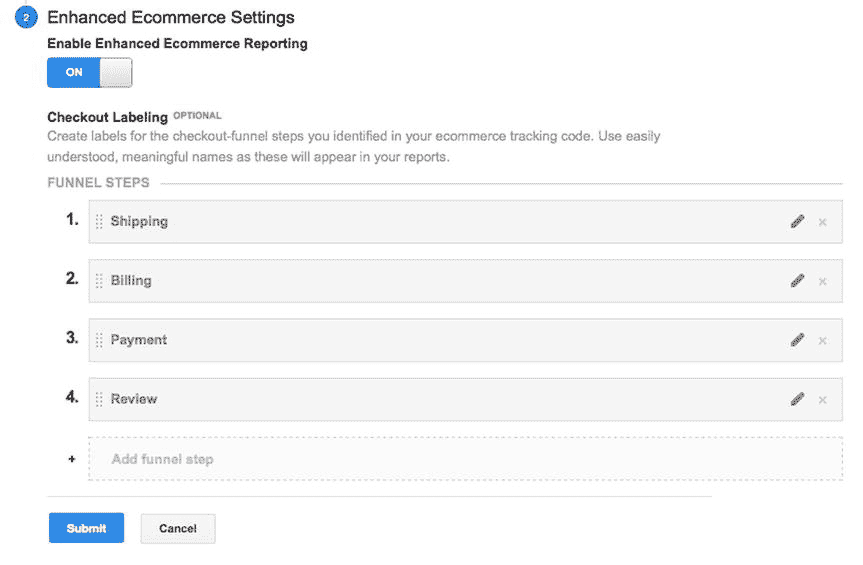 2 Enhanced Ecommerce Settings
Enable Enhanced Ecommerce Reporting
ON
Checkout Labeling OPTIONAL
Create labels for the checkout-funnel steps you identified in your ecommerce tracking code. Use easily
understood, meaningful names as these will appear in your reports.
FUNNEL STEPS
1. Shipping
2. Billing
3. Payment
4. Review
+ Add funnel step
Submit Cancel